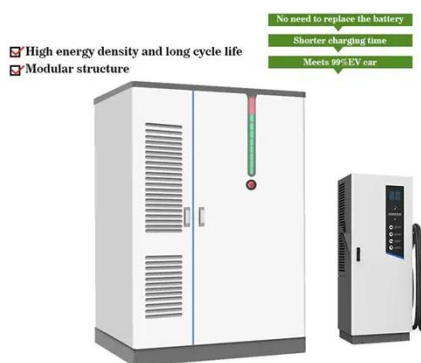 No need to replace the battery
High energy density and long cycle life
Shorter charging time
Modular structure
Meets 99%EV car